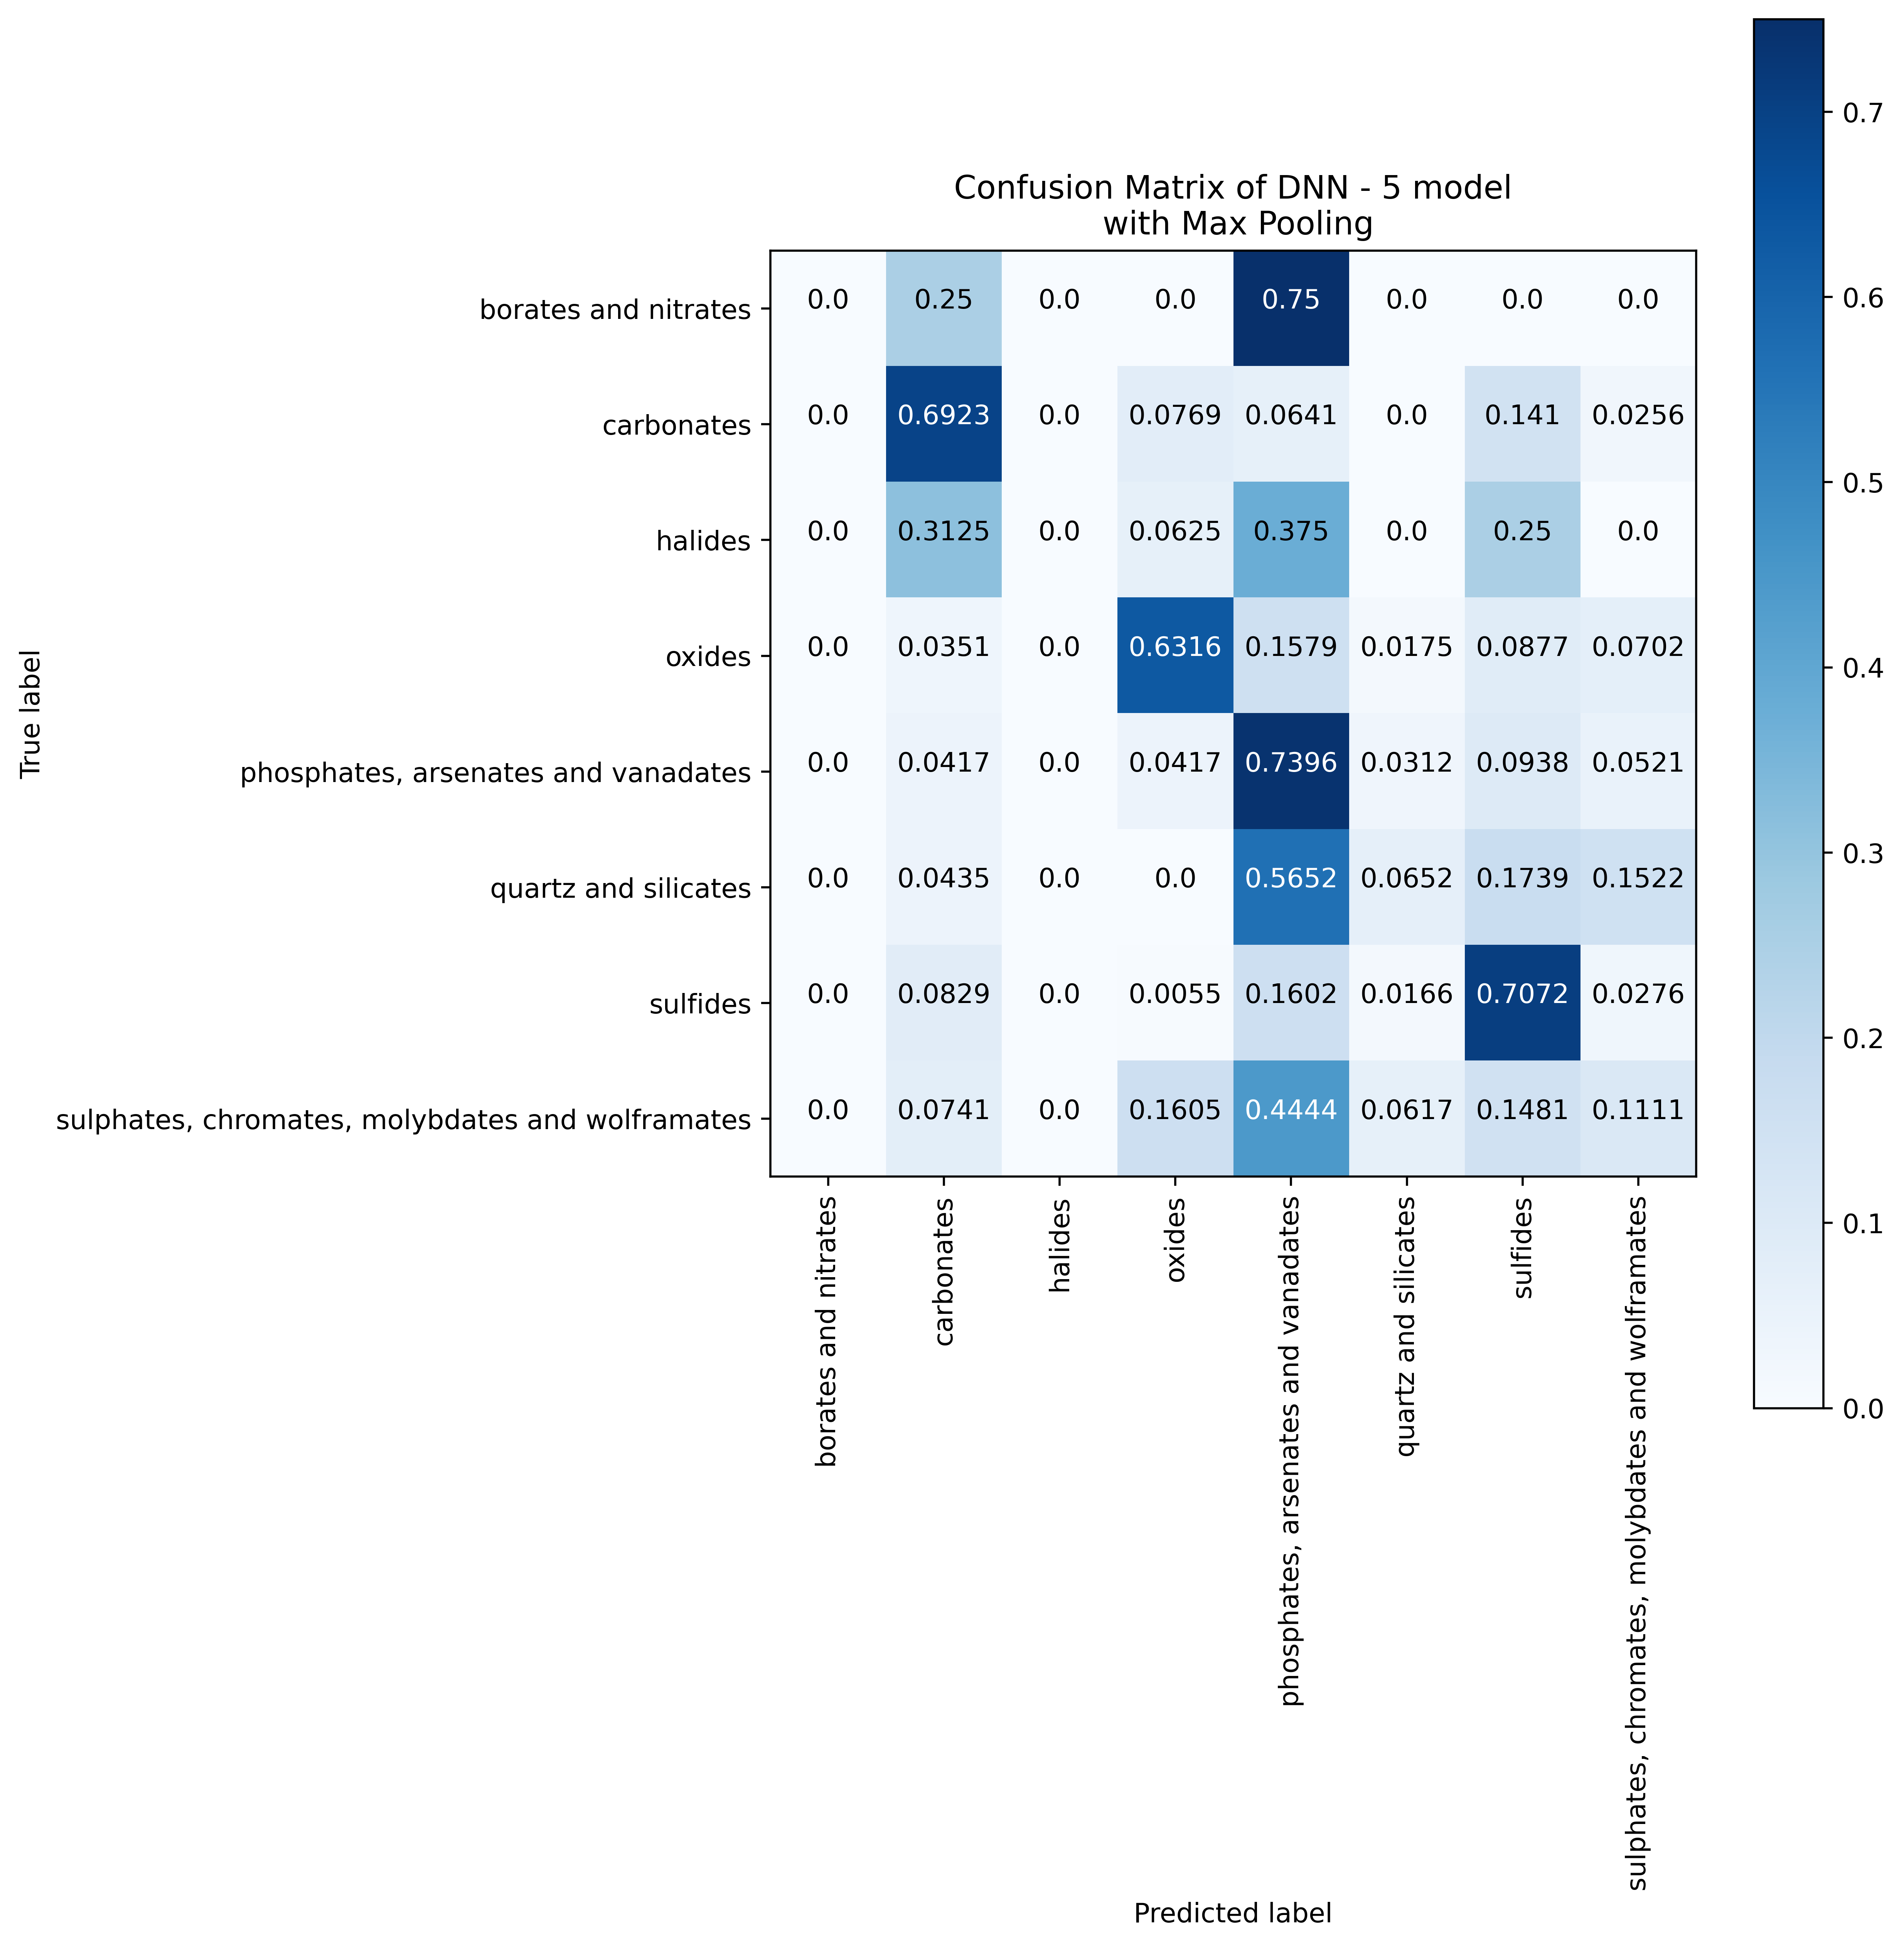 Confusion Matrix of DNN - 5 model
with Max Pooling
True label
borates and nitrates 0.0 0.25 0.0 0.0 0.75 0.0 0.0 0.0
carbonates 0.0 0.6923 0.0 0.0769 0.0641 0.0 0.141 0.0256
halides 0.0 0.3125 0.0 0.0625 0.375 0.0 0.25 0.0
oxides 0.0 0.0351 0.0 0.6316 0.1579 0.0175 0.0877 0.0702
phosphates, arsenates and vanadates 0.0 0.0417 0.0 0.0417 0.7396 0.0312 0.0938 0.0521
quartz and silicates 0.0 0.0435 0.0 0.0 0.5652 0.0652 0.1739 0.1522
sulfides 0.0 0.0829 0.0 0.0055 0.1602 0.0166 0.7072 0.0276
sulphates, chromates, molybdates and wolframates 0.0 0.0741 0.0 0.1605 0.4444 0.0617 0.1481 0.1111
borates and nitrates
carbonates
halides
oxides
phosphates, arsenates and vanadates
quartz and silicates
sulfides
sulphates, chromates, molybdates and wolframates
Predicted label
0.7
0.6
0.5
0.4
0.3
0.2
0.1
0.0